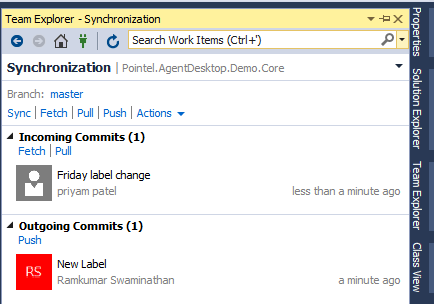 Team Explorer - Synchronization
Search Work Items (Ctrl+')
Synchronization | Pointel.AgentDesktop.Demo.Core
Branch: master
Sync | Fetch | Pull | Push | Actions
Incoming Commits (1)
Fetch | Pull
Friday label change
priyam patel less than a minute ago
Outgoing Commits (1)
Push
RS New Label
Ramkumar Swaminathan a minute ago
Properties
Solution Explorer
Team Explorer
Class View